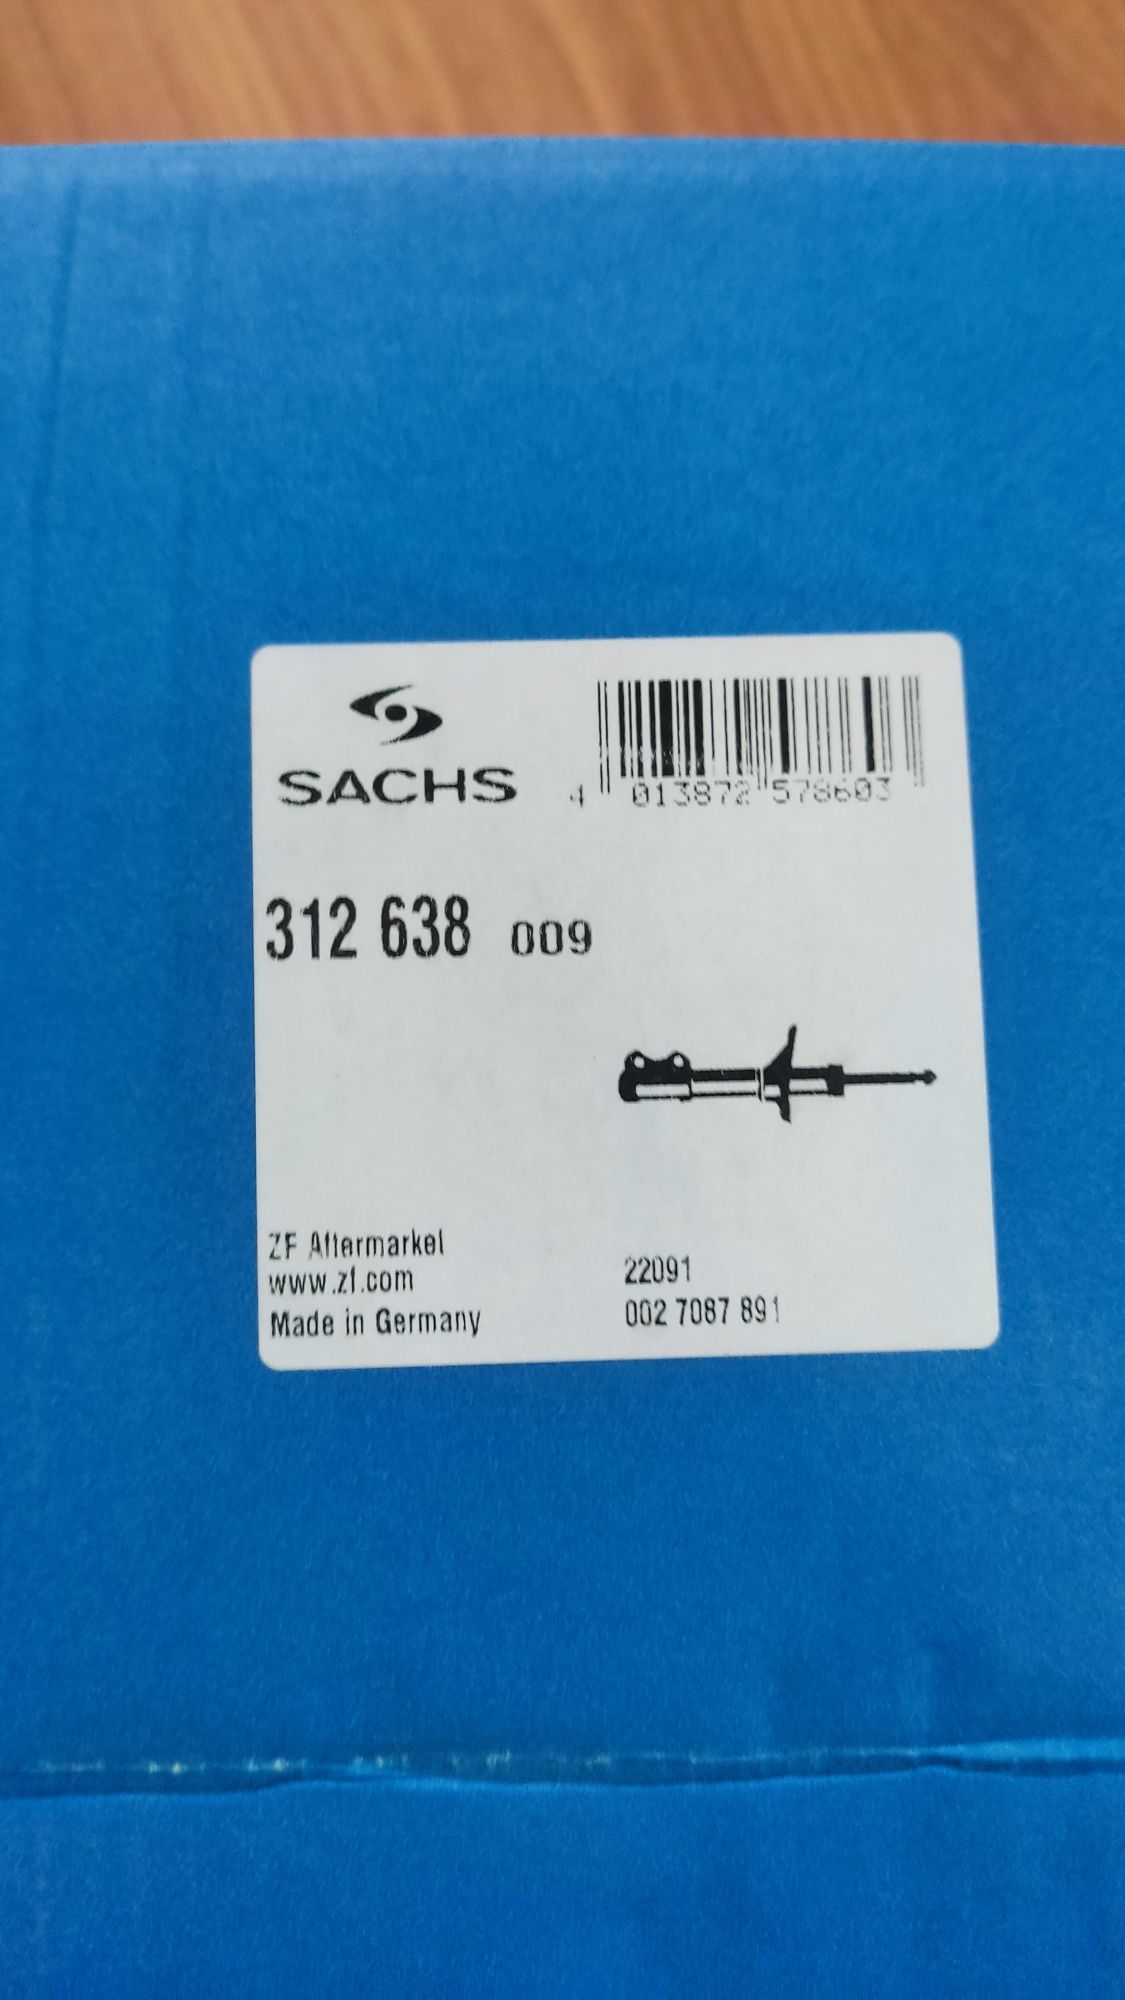 SACHS
4 013872 578603
312 638 009
ZF Aftermarket
www.zf.com
Made in Germany
22091
002 7087 891